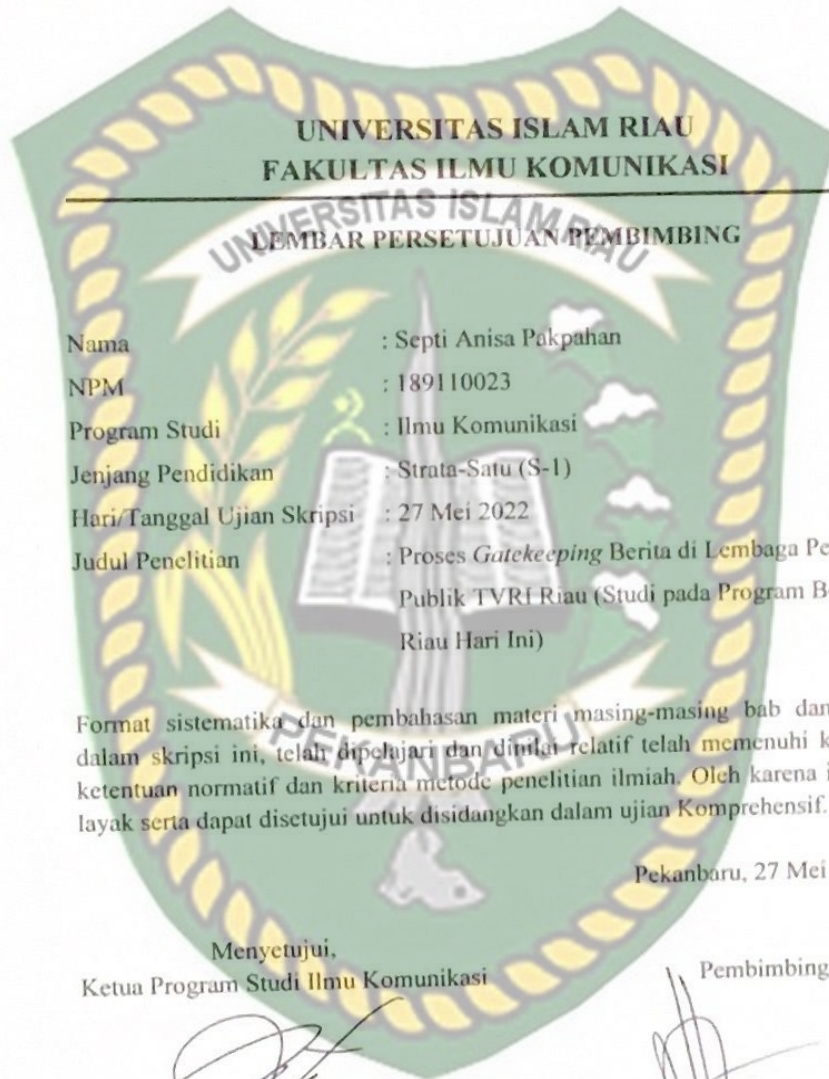 UNIVERSITAS ISLAM RIAU
FAKULTAS ILMU KOMUNIKASI
UNIVERSITAS ISLAM RIAU
LEMBAR PERSETUJUAN PEMBIMBING
Nama : Septi Anisa Pakpahan
NPM : 189110023
Program Studi : Ilmu Komunikasi
Jenjang Pendidikan : Strata-Satu (S-1)
Hari/Tanggal Ujian Skripsi : 27 Mei 2022
Judul Penelitian : Proses Gatekeeping Berita di Lembaga Pe
Publik TVRI Riau (Studi pada Program B
Riau Hari Ini)
PEKANBARU
Format sistematika dan pembahasan materi masing-masing bab dan
dalam skripsi ini, telah dipelajari dan dinilai relatif telah memenuhi k
ketentuan normatif dan kriteria metode penelitian ilmiah. Oleh karena i
layak serta dapat disetujui untuk disidangkan dalam ujian Komprehensif.
Pekanbaru, 27 Mei
Menyetujui,
Ketua Program Studi Ilmu Komunikasi
Pembimbing